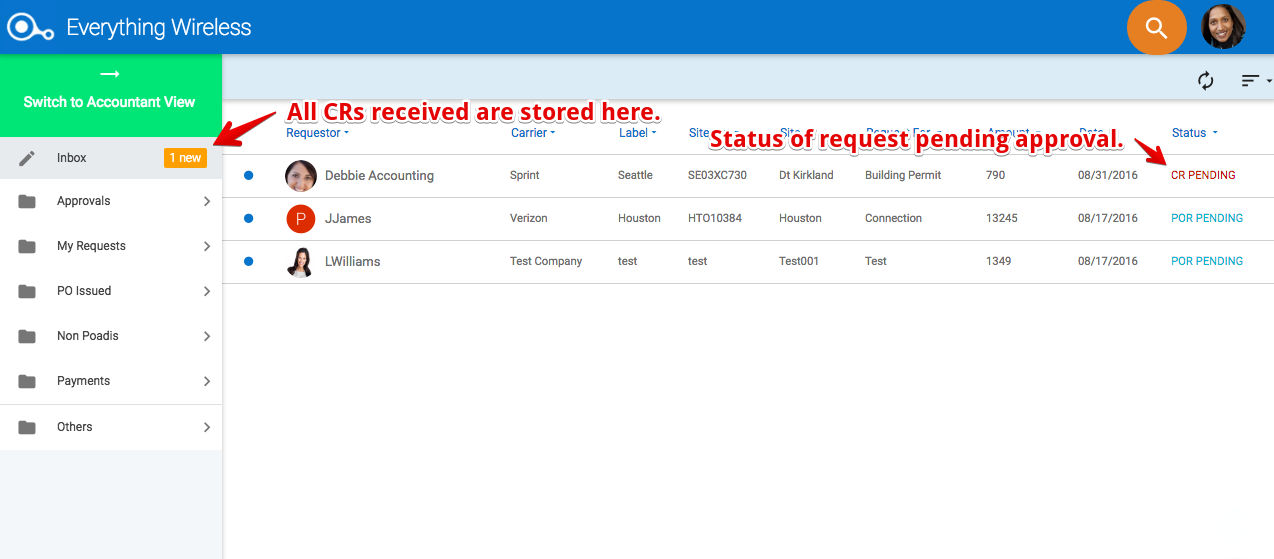 Everything Wireless
Switch to Accountant View
All CRs received are stored here.
Requestor Carrier Label Site Site Request For Amount Date Status
Status of request pending approval.
Inbox 1 new
Debbie Accounting Sprint Seattle SE03XC730 Dt Kirkland Building Permit 790 08/31/2016 CR PENDING
Approvals
P JJames Verizon Houston HTO10384 Houston Connection 13245 08/17/2016 POR PENDING
My Requests
LWilliams Test Company test test Test001 Test 1349 08/17/2016 POR PENDING
PO Issued
Non Poadis
Payments
Others